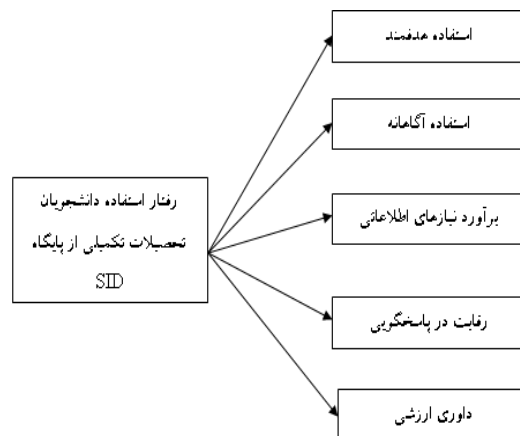 استفاده هدفمند
استفاده آگاهانه
رفتار استفاده دانشجویان
تحصیلات تکمیلی از پایگاه
SID
برآورد نیازهای اطلاعاتی
رقابت در پاسخگویی
داوری ارزشی